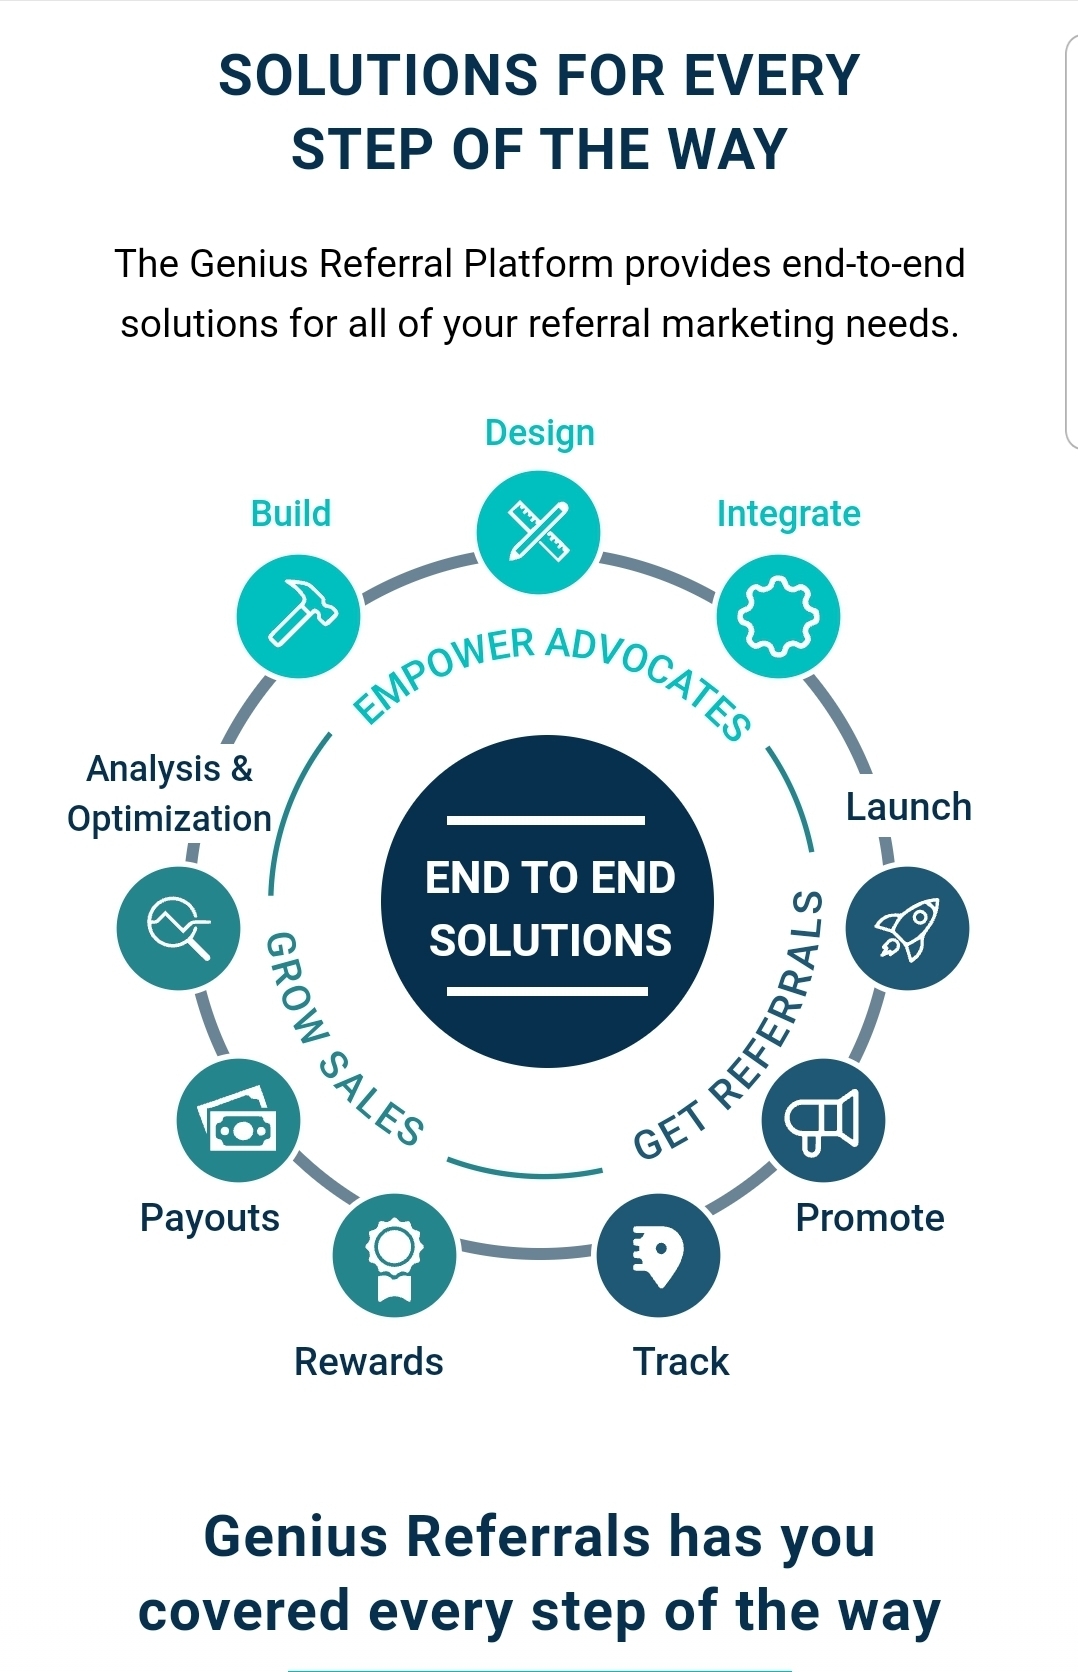 SOLUTIONS FOR EVERY
STEP OF THE WAY
The Genius Referral Platform provides end-to-end
solutions for all of your referral marketing needs.
Design
Build
Integrate
EMPOWER ADVOCATES
Analysis &
Optimization
Launch
END TO END
SOLUTIONS
GROW SALES
GET REFERRALS
Payouts
Promote
Rewards
Track
Genius Referrals has you
covered every step of the way